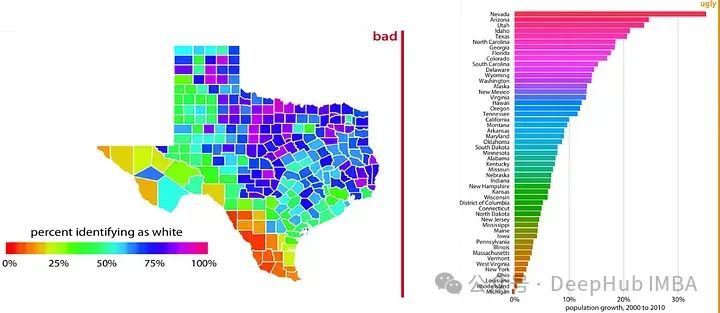 bad
percent identifying as white
0% 25% 50% 75% 100%
ugly
Nevada
Arizona
Utah
Idaho
Texas
North Carolina
Georgia
Florida
Colorado
South Carolina
Delaware
Wyoming
Washington
Alaska
New Mexico
Virginia
Hawaii
Oregon
Tennessee
California
Montana
Arkansas
Maryland
Oklahoma
South Dakota
Minnesota
Alabama
Kentucky
Missouri
Nebraska
Indiana
New Hampshire
Kansas
Wisconsin
District of Columbia
Connecticut
North Dakota
New Jersey
Mississippi
Maine
Iowa
Pennsylvania
Illinois
Massachusetts
Vermont
West Virginia
New York
Ohio
Louisiana
Rhode Island
Michigan
0% 10% 20% 30%
population growth, 2000 to 2010
号 · DeepHub IMBA